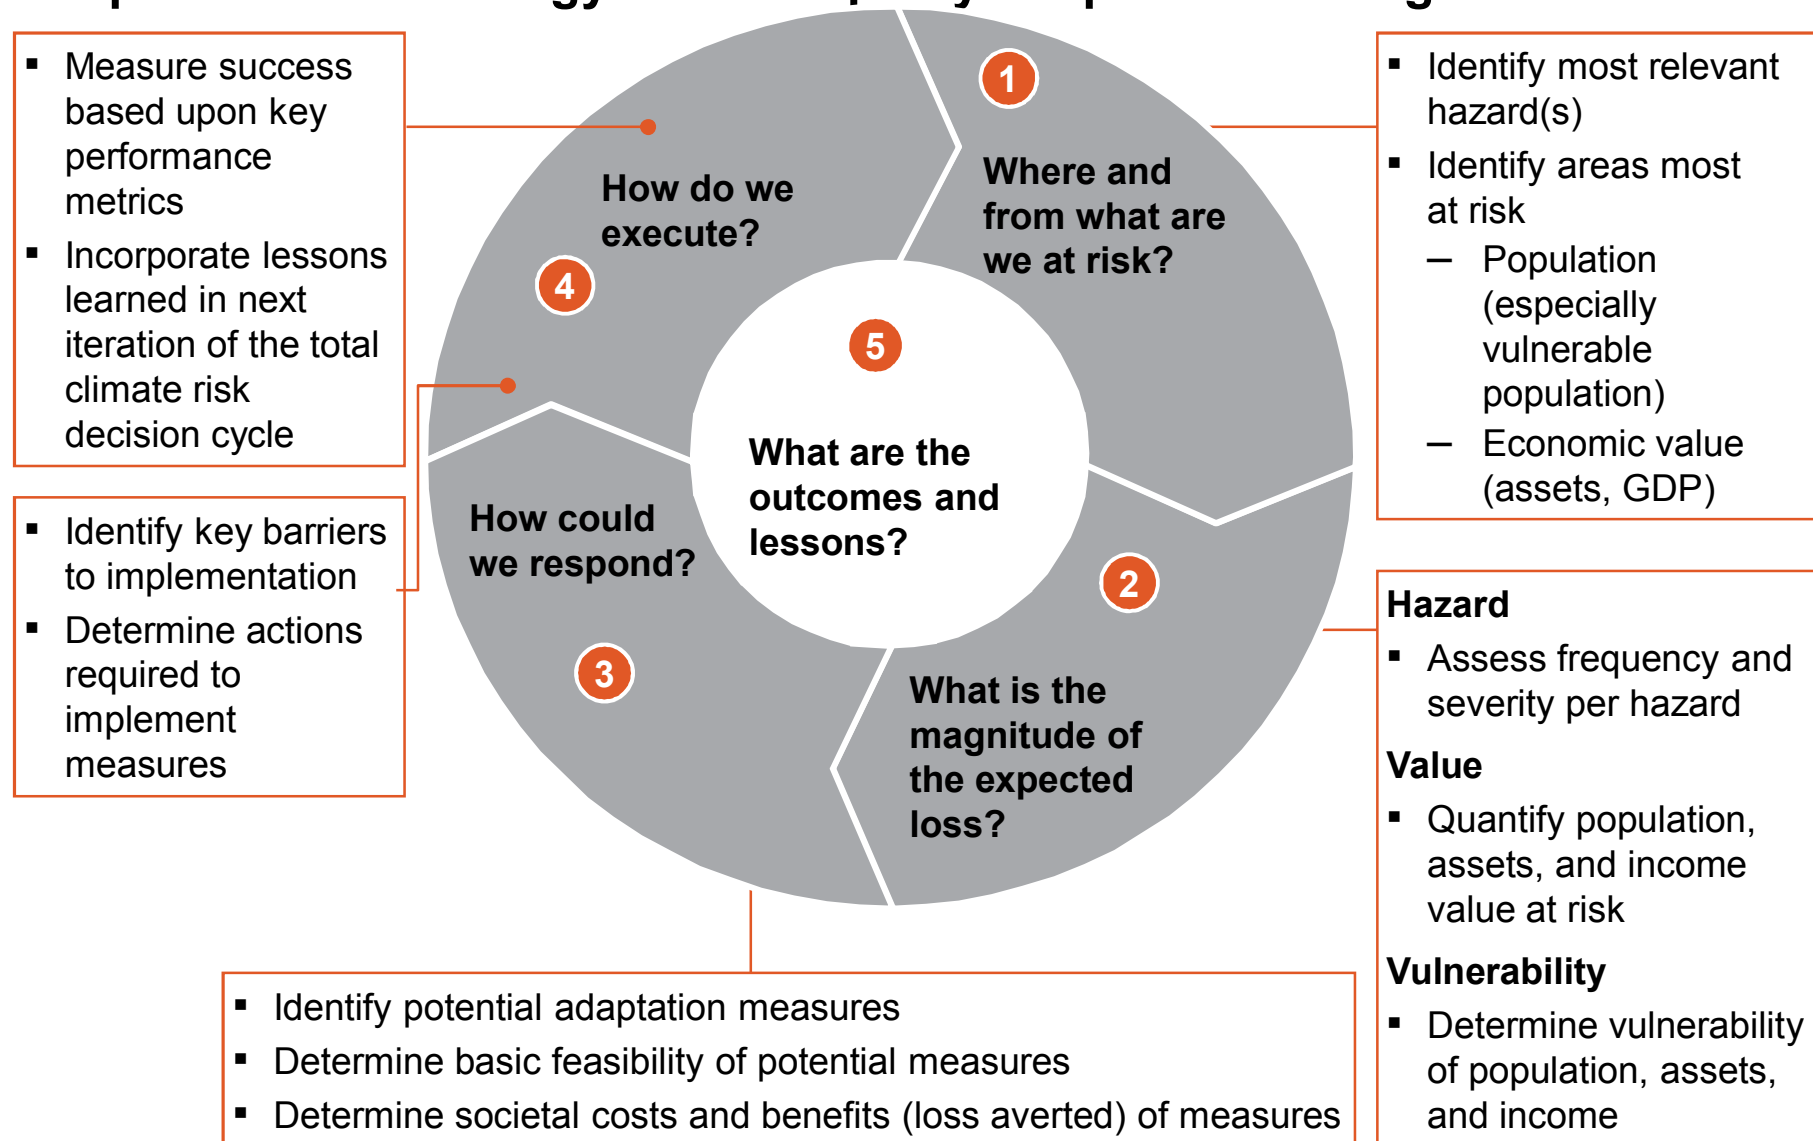 ▪ Measure success
based upon key
performance
metrics
▪ Incorporate lessons
learned in next
iteration of the total
climate risk
decision cycle
▪ Identify key barriers
to implementation
▪ Determine actions
required to
implement
measures
How do we
execute?
4
1
Where and
from what are
we at risk?
5
What are the
outcomes and
lessons?
How could
we respond?
3
2
What is the
magnitude of
the expected
loss?
▪ Identify most relevant
hazard(s)
▪ Identify areas most
at risk
– Population
(especially
vulnerable
population)
– Economic value
(assets, GDP)
Hazard
▪ Assess frequency and
severity per hazard
Value
▪ Quantify population,
assets, and income
value at risk
Vulnerability
▪ Determine vulnerability
of population, assets,
and income
▪ Identify potential adaptation measures
▪ Determine basic feasibility of potential measures
▪ Determine societal costs and benefits (loss averted) of measures